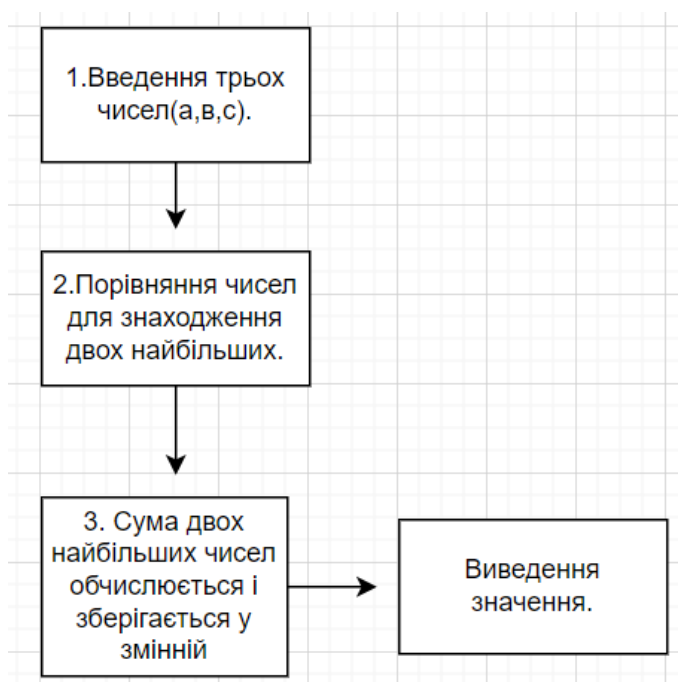 1.Введення трьох
чисел(а,в,с).
2.Порівняння чисел
для знаходження
двох найбільших.
3. Сума двох
найбільших чисел
обчислюється і
зберігається у
змінній
Виведення
значення.